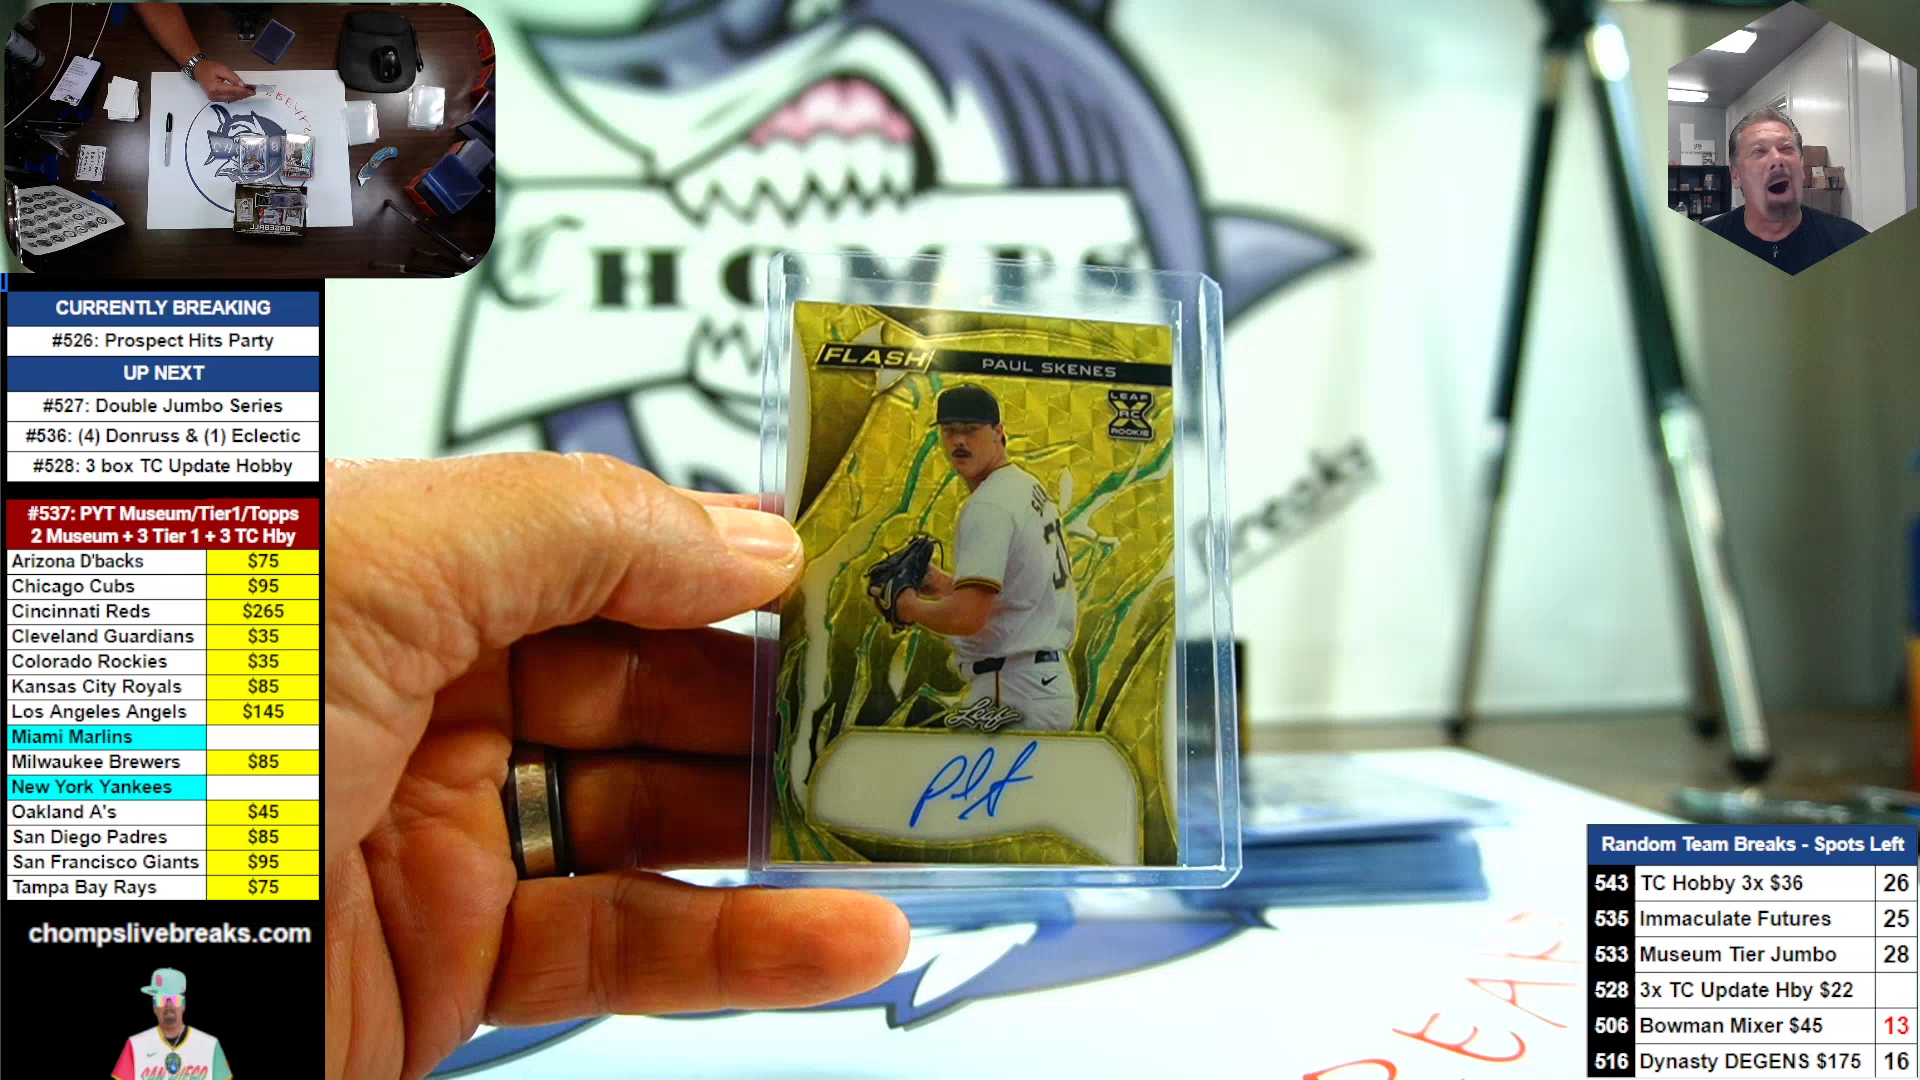 CURRENTLY BREAKING
#526: Prospect Hits Party
UP NEXT
#527: Double Jumbo Series
#536: (4) Donruss & (1) Eclectic
#528: 3 box TC Update Hobby
#537: PYT Museum/Tier1/Topps
2 Museum + 3 Tier 1 + 3 TC Hby
Arizona D'backs $75
Chicago Cubs $95
Cincinnati Reds $265
Cleveland Guardians $35
Colorado Rockies $35
Kansas City Royals $85
Los Angeles Angels $145
Miami Marlins
Milwaukee Brewers $85
New York Yankees
Oakland A's $45
San Diego Padres $85
San Francisco Giants $95
Tampa Bay Rays $75
chompslivebreaks.com
SAN DIEGO
CHOMPS
Breaks
FLASH PAUL SKENES
LEAF
X
RC
ROOKIE
Leaf
BASEBALL
Random Team Breaks - Spots Left
543 TC Hobby 3x $36 26
535 Immaculate Futures 25
533 Museum Tier Jumbo 28
528 3x TC Update Hby $22
506 Bowman Mixer $45 13
516 Dynasty DEGENS $175 16